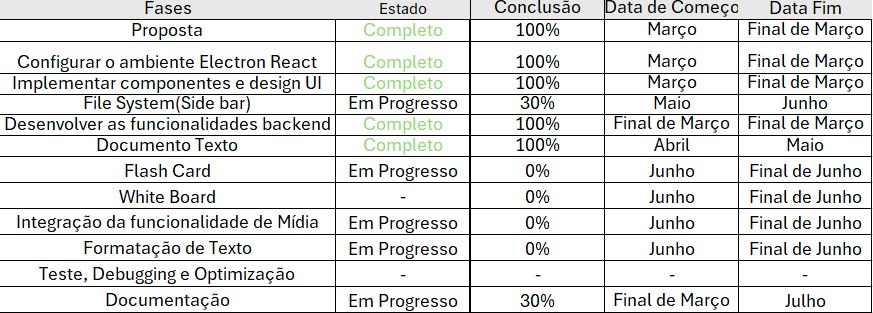 Fases Estado Conclusão Data de Começo Data Fim
Proposta Completo 100% Março Final de Março
Configurar o ambiente Electron React Completo 100% Março Final de Março
Implementar componentes e design UI Completo 100% Março Final de Março
File System(Side bar) Em Progresso 30% Maio Junho
Desenvolver as funcionalidades backend Completo 100% Final de Março Final de Março
Documento Texto Completo 100% Abril Maio
Flash Card Em Progresso 0% Junho Final de Junho
White Board - 0% Junho Final de Junho
Integração da funcionalidade de Mídia Em Progresso 0% Junho Final de Junho
Formatação de Texto Em Progresso 0% Junho Final de Junho
Teste, Debugging e Optimização - - - -
Documentação Em Progresso 30% Final de Março Julho